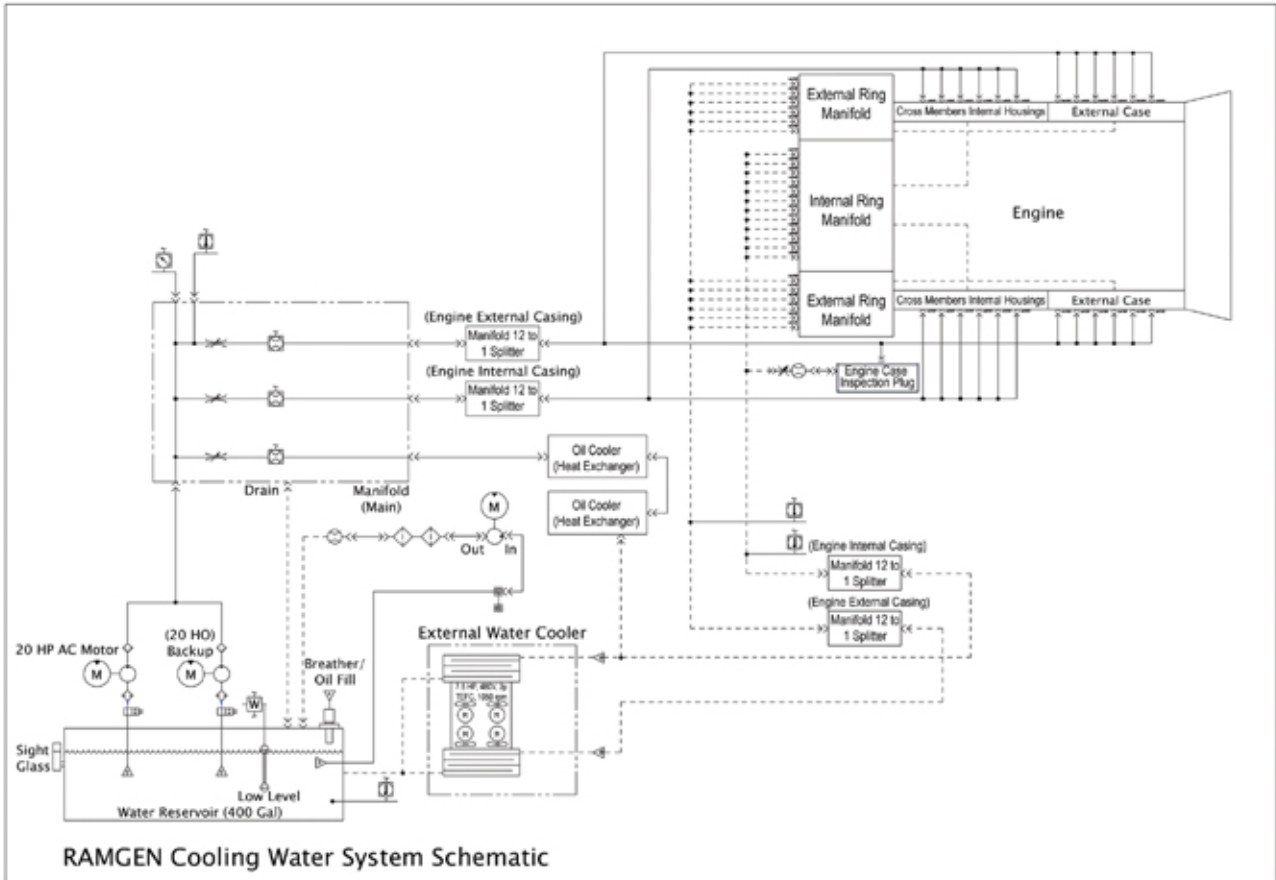 External Ring
Manifold
Cross Members Internal Housings
External Case
Internal Ring
Manifold
Engine
External Ring
Manifold
Cross Members Internal Housings
External Case
(Engine External Casing)
Manifold 12 to
1 Splitter
(Engine Internal Casing)
Manifold 12 to
1 Splitter
Engine Case
Inspection Plug
Oil Cooler
(Heat Exchanger)
Oil Cooler
(Heat Exchanger)
Drain
Manifold
(Main)
M
Out
In
(Engine Internal Casing)
Manifold 12 to
1 Splitter
(Engine External Casing)
Manifold 12 to
1 Splitter
External Water Cooler
20 HP AC Motor
(20 HO)
Backup
M
M
Breather/
Oil Fill
W
7.5 HP, 480V, 3p
M
M
M
M
Sight
Glass
Low Level
Water Reservoir (400 Gal)
RAMGEN Cooling Water System Schematic